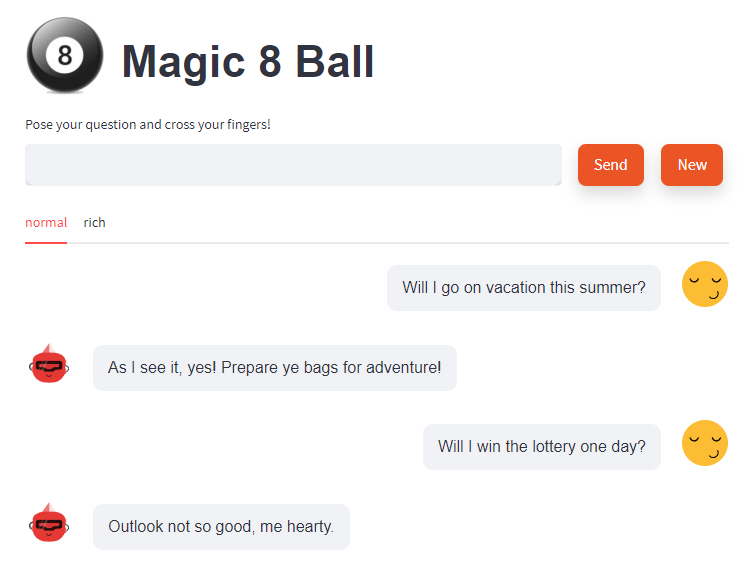 8
Magic 8 Ball
Pose your question and cross your fingers!
Send
New
normal
rich
Will I go on vacation this summer?
As I see it, yes! Prepare ye bags for adventure!
Will I win the lottery one day?
Outlook not so good, me hearty.